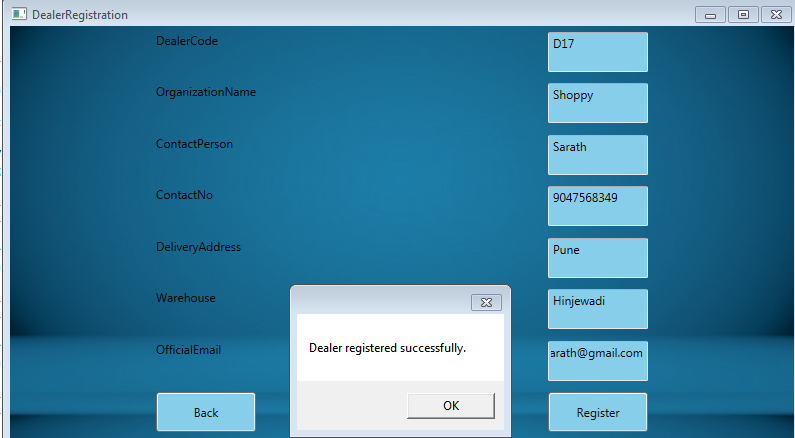 DealerRegistration
DealerCode D17
OrganizationName Shoppy
ContactPerson Sarath
ContactNo 9047568349
DeliveryAddress Pune
Warehouse Hinjewadi
Dealer registered successfully.
OfficialEmail arath@gmail.com
OK
Back Register